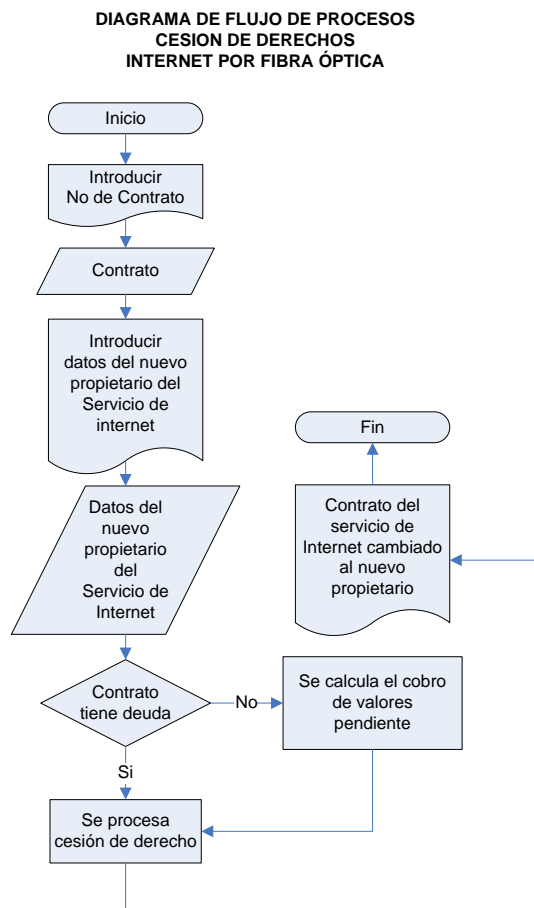 DIAGRAMA DE FLUJO DE PROCESOS
CESION DE DERECHOS
INTERNET POR FIBRA ÓPTICA
Inicio
Introducir
No de Contrato
Contrato
Introducir
datos del nuevo
propietario del
Servicio de
internet
Datos del
nuevo
propietario
del
Servicio de
Internet
Contrato
tiene deuda
No
Si
Se calcula el cobro
de valores
pendiente
Se procesa
cesión de derecho
Contrato del
servicio de
Internet cambiado
al nuevo
propietario
Fin